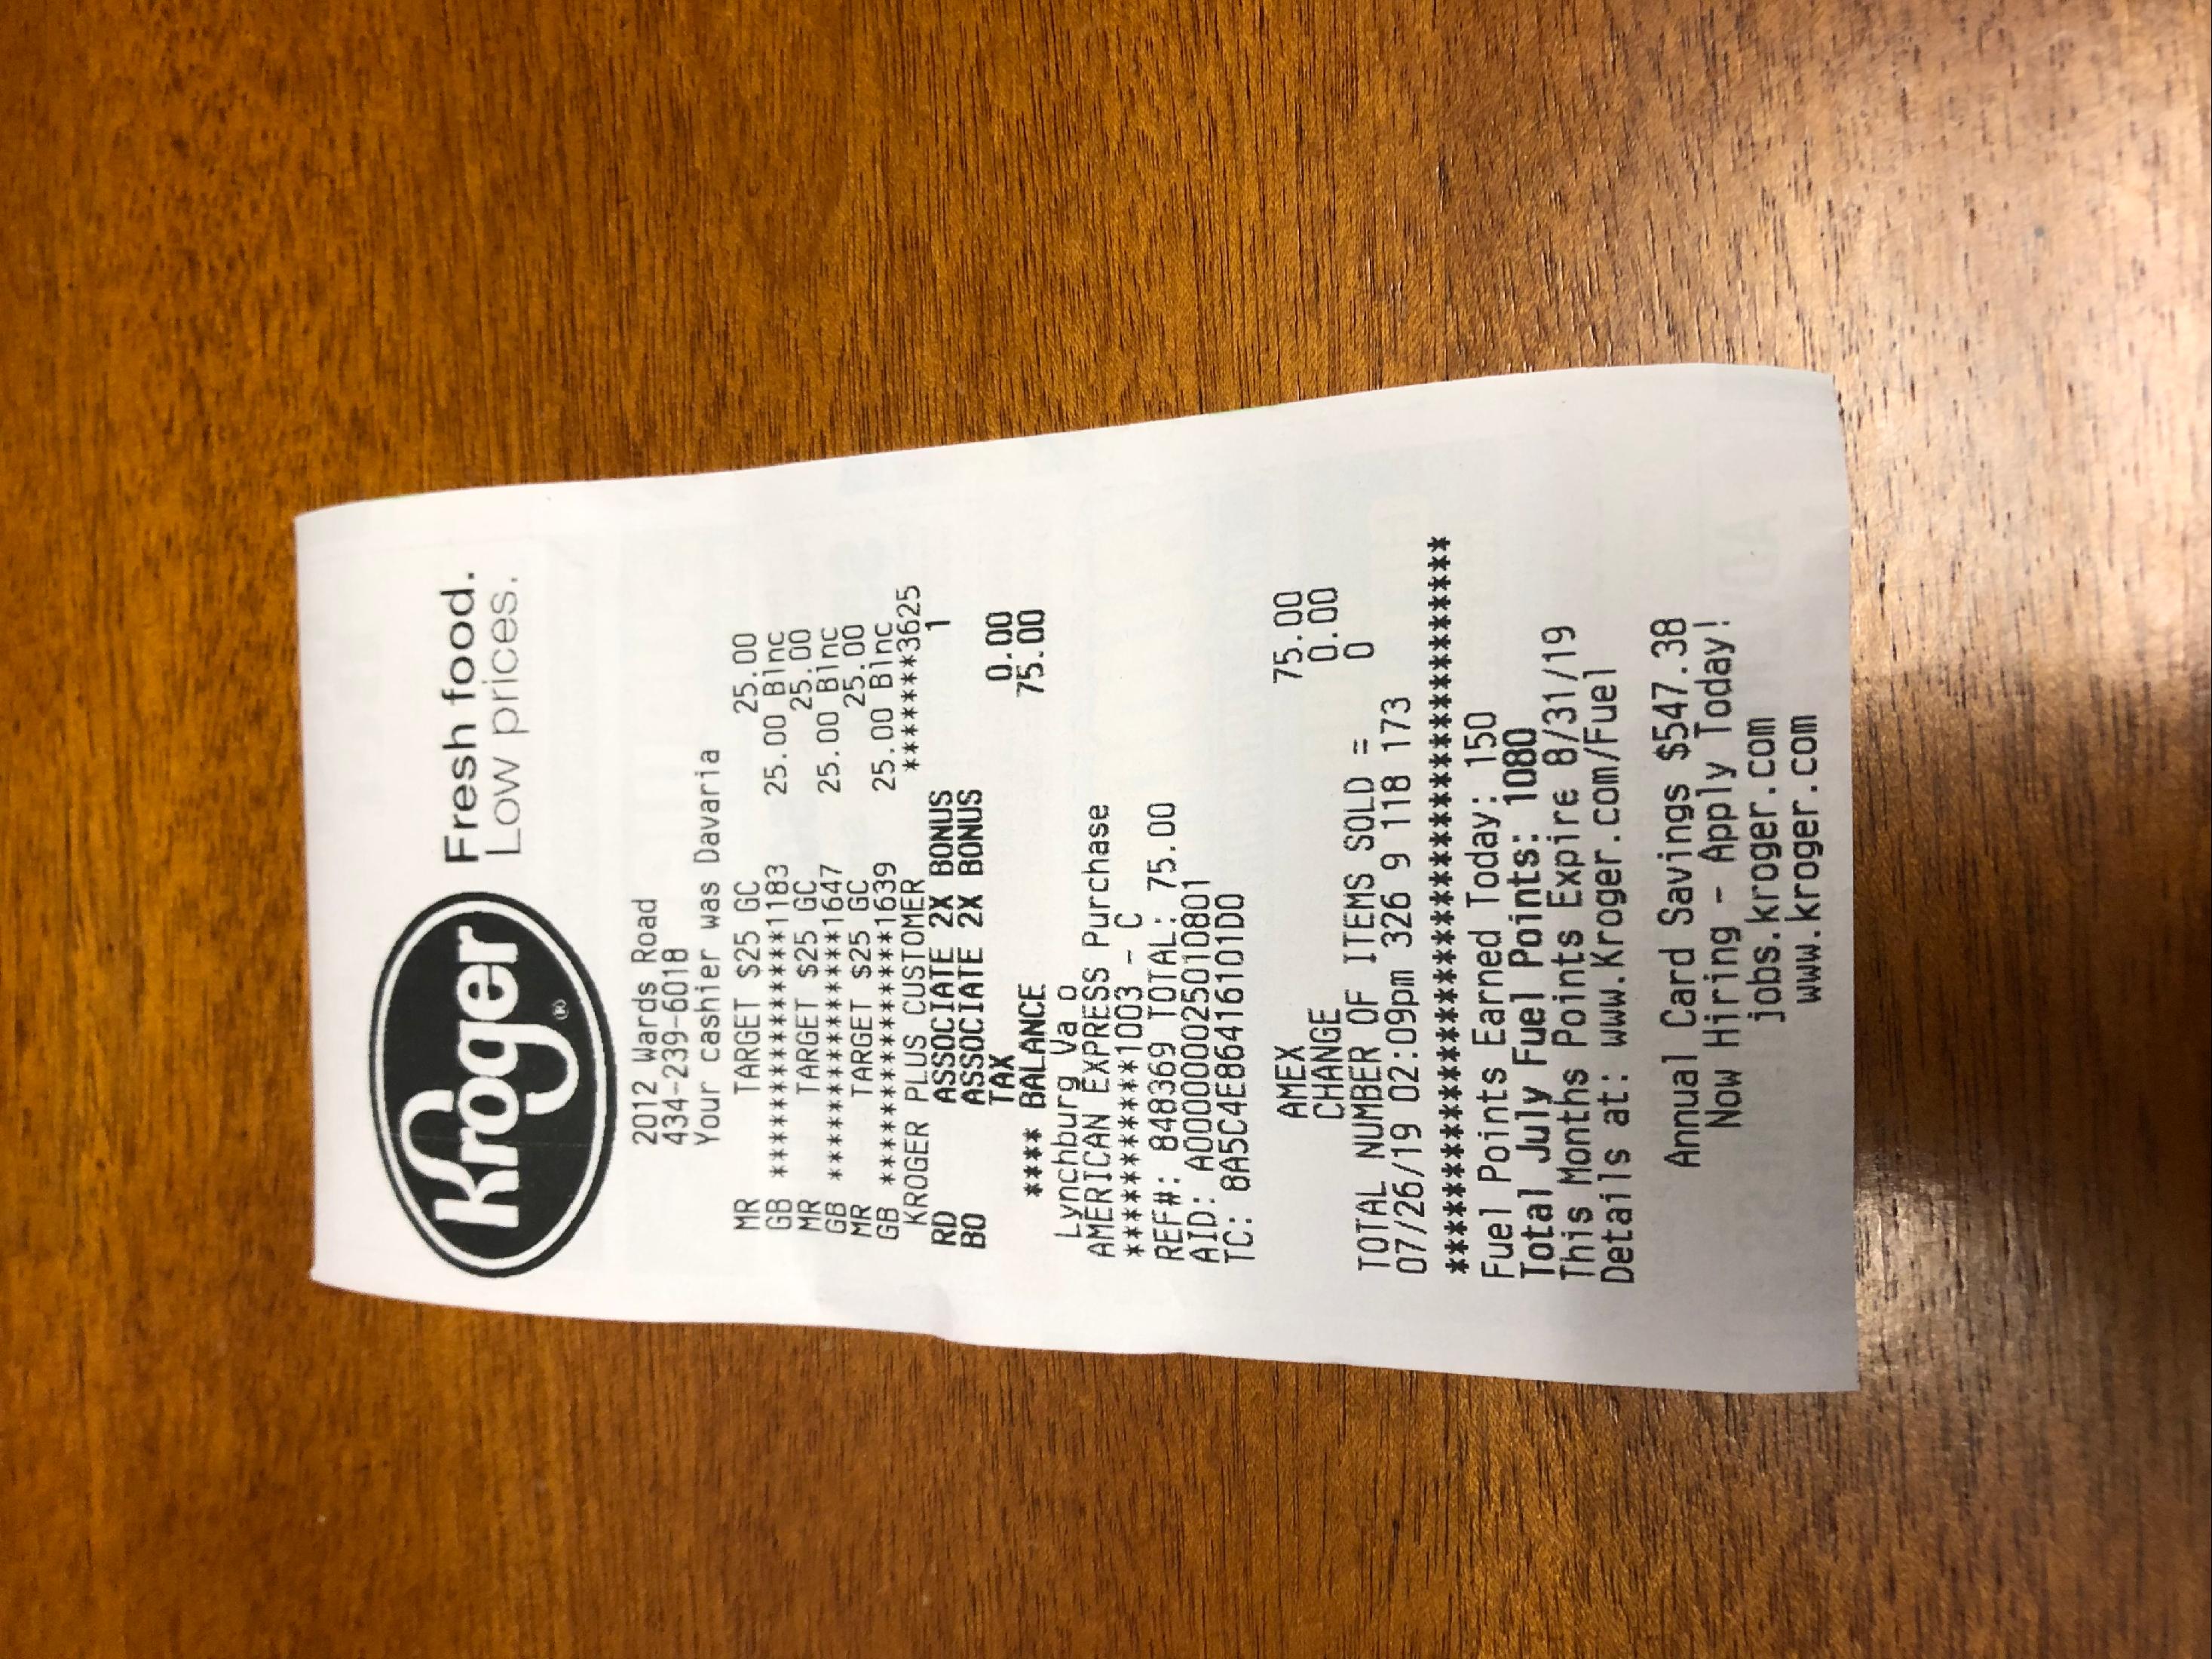 Kroger®
Fresh food.
Low prices.
2012 Wards Road
434-239-6018
Your cashier was Davaria
MR TARGET $25 GC 25.00
GB ***************1183 25.00 Blnc
MR TARGET $25 GC 25.00
GB ***************1647 25.00 Blnc
MR TARGET $25 GC 25.00
GB ***************1639 25.00 Blnc
KROGER PLUS CUSTOMER *******3625
RD ASSOCIATE 2X BONUS 1
BO ASSOCIATE 2X BONUS
TAX 0.00
**** BALANCE 75.00
Lynchburg Va 0
AMERICAN EXPRESS Purchase
***********1003 - C
REF#: 848369 TOTAL: 75.00
AID: A000000025010801
TC: 8A5C4E86416101D0
AMEX 75.00
CHANGE 0.00
TOTAL NUMBER OF ITEMS SOLD = 0
07/26/19 02:09pm 326 9 118 173
******************************************
Fuel Points Earned Today: 150
Total July Fuel Points: 1080
This Months Points Expire 8/31/19
Details at: www.Kroger.com/Fuel
Annual Card Savings $547.38
Now Hiring - Apply Today!
jobs.kroger.com
www.kroger.com